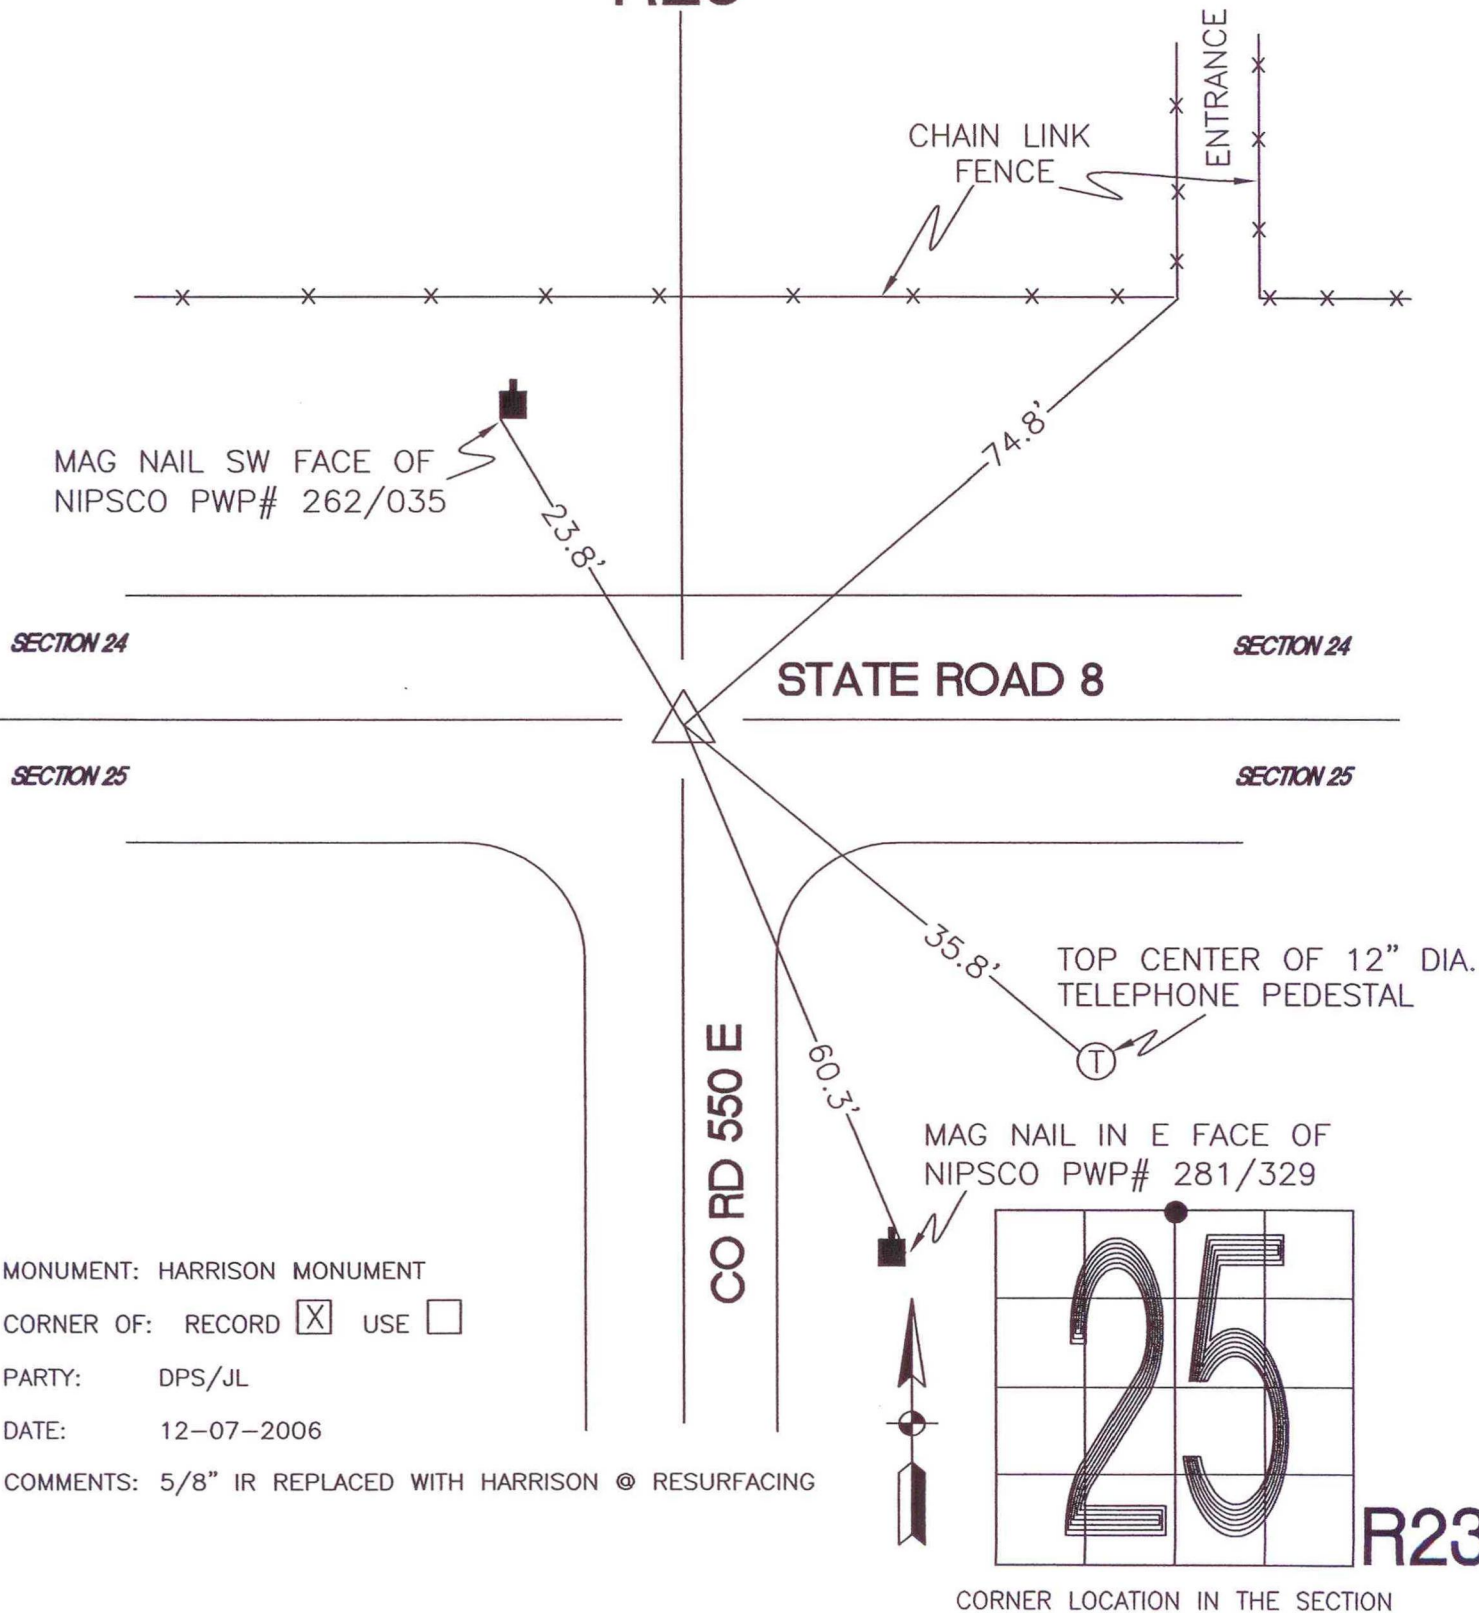 ENTRANCE
CHAIN LINK
FENCE
74.8'
MAG NAIL SW FACE OF
NIPSCO PWP# 262/035
23.8'
SECTION 24
SECTION 24
STATE ROAD 8
SECTION 25
SECTION 25
35.8'
TOP CENTER OF 12" DIA.
TELEPHONE PEDESTAL
T
60.3'
CO RD 550 E
MAG NAIL IN E FACE OF
NIPSCO PWP# 281/329
MONUMENT: HARRISON MONUMENT
CORNER OF: RECORD X USE
PARTY: DPS/JL
DATE: 12-07-2006
COMMENTS: 5/8" IR REPLACED WITH HARRISON @ RESURFACING
25
R23
CORNER LOCATION IN THE SECTION